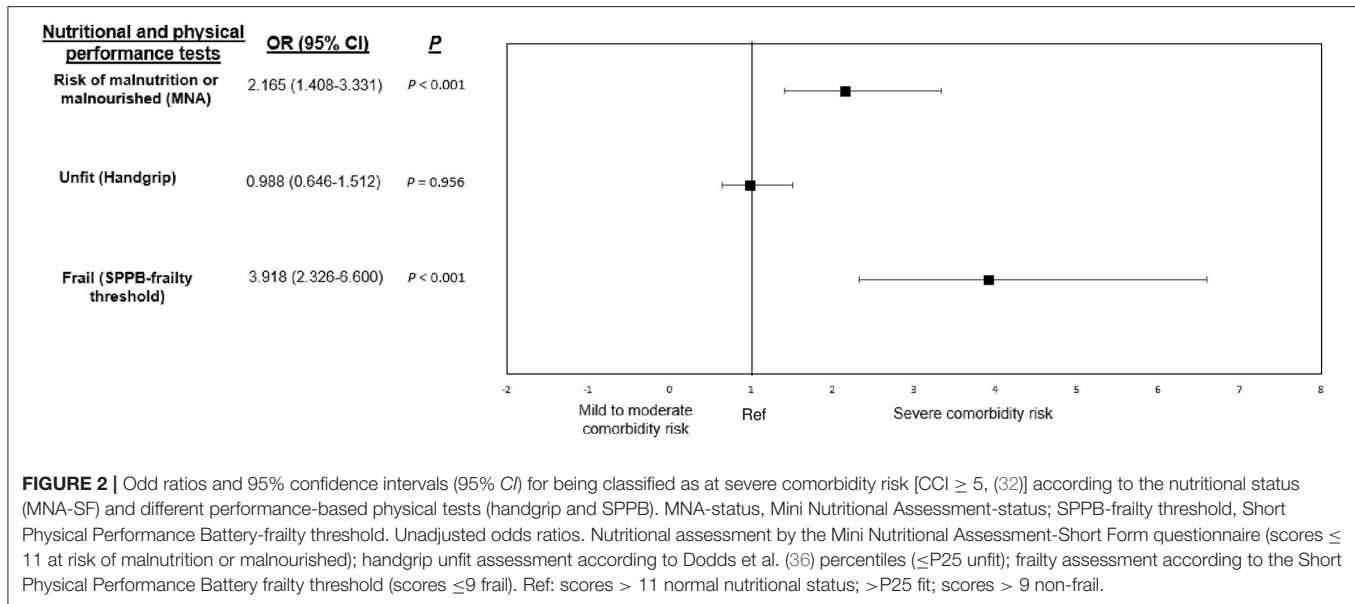 Nutritional and physical
performance tests
OR (95% CI)
P
Risk of malnutrition or
malnourished (MNA)
2.165 (1.408-3.331)
P < 0.001
Unfit (Handgrip)
0.988 (0.646-1.512)
P = 0.956
Frail (SPPB-frailty
threshold)
3.918 (2.326-6.600)
P < 0.001
-2 -1 0 1 2 3 4 5 6 7 8
Mild to moderate
comorbidity risk
Ref
Severe comorbidity risk
FIGURE 2 | Odd ratios and 95% confidence intervals (95% CI) for being classified as at severe comorbidity risk [CCI ≥ 5, (32)] according to the nutritional status
(MNA-SF) and different performance-based physical tests (handgrip and SPPB). MNA-status, Mini Nutritional Assessment-status; SPPB-frailty threshold, Short
Physical Performance Battery-frailty threshold. Unadjusted odds ratios. Nutritional assessment by the Mini Nutritional Assessment-Short Form questionnaire (scores ≤
11 at risk of malnutrition or malnourished); handgrip unfit assessment according to Dodds et al. (36) percentiles (≤P25 unfit); frailty assessment according to the Short
Physical Performance Battery frailty threshold (scores ≤9 frail). Ref: scores > 11 normal nutritional status; >P25 fit; scores > 9 non-frail.